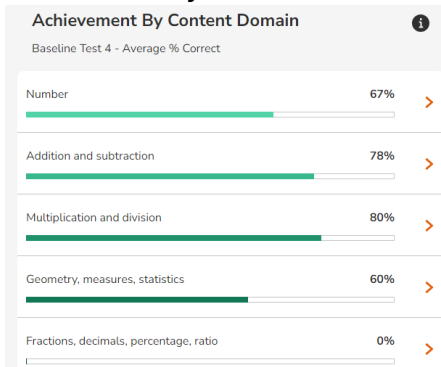 Achievement By Content Domain
Baseline Test 4 - Average % Correct
Number 67%
Addition and subtraction 78%
Multiplication and division 80%
Geometry, measures, statistics 60%
Fractions, decimals, percentage, ratio 0%